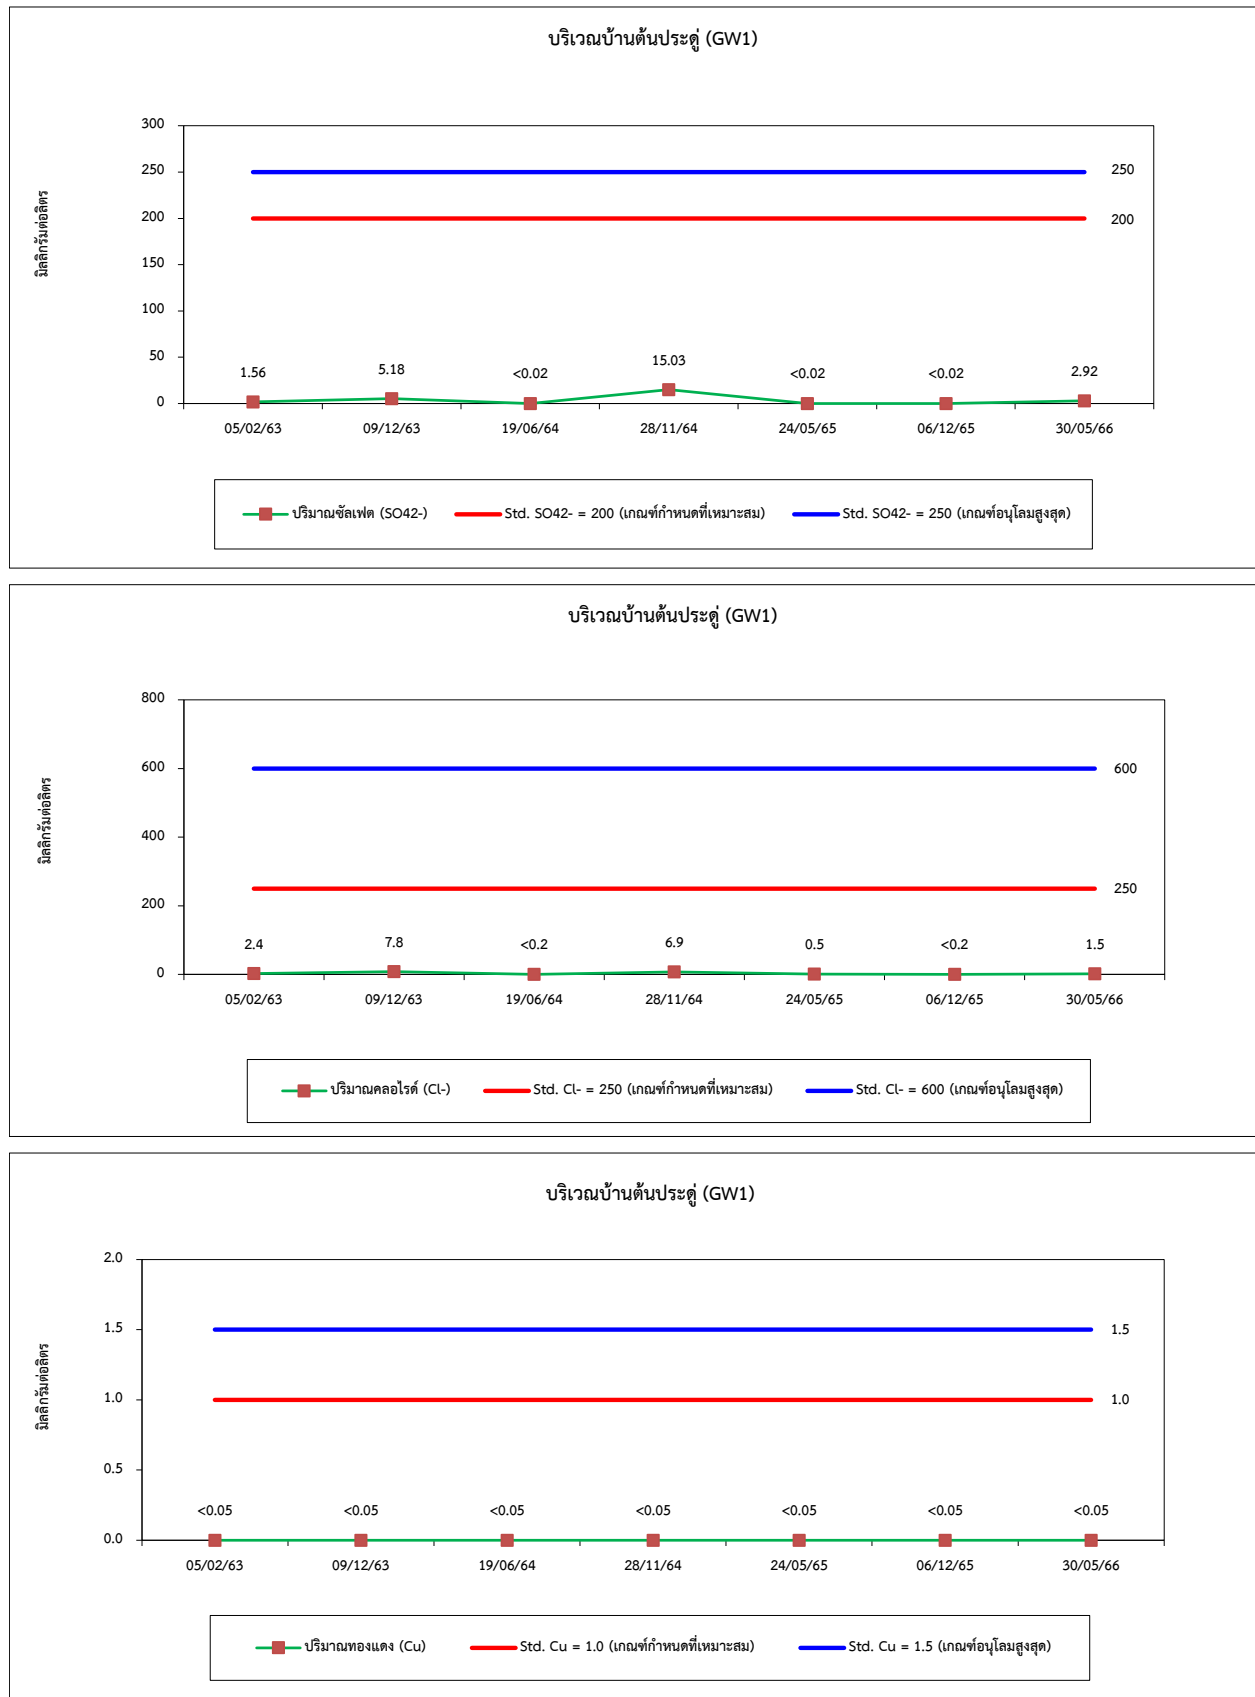 บริเวณบ้านต้นประดู่ (GW1)
มิลลิกรัมต่อลิตร
300
250
200
150
100
50
0
250
200
1.56 5.18 <0.02 15.03 <0.02 <0.02 2.92
05/02/63 09/12/63 19/06/64 28/11/64 24/05/65 06/12/65 30/05/66
ปริมาณซัลเฟต (SO42-) Std. SO42- = 200 (เกณฑ์กำหนดที่เหมาะสม) Std. SO42- = 250 (เกณฑ์อนุโลมสูงสุด)
บริเวณบ้านต้นประดู่ (GW1)
มิลลิกรัมต่อลิตร
800
600
400
200
0
600
250
2.4 7.8 <0.2 6.9 0.5 <0.2 1.5
05/02/63 09/12/63 19/06/64 28/11/64 24/05/65 06/12/65 30/05/66
ปริมาณคลอไรด์ (Cl-) Std. Cl- = 250 (เกณฑ์กำหนดที่เหมาะสม) Std. Cl- = 600 (เกณฑ์อนุโลมสูงสุด)
บริเวณบ้านต้นประดู่ (GW1)
มิลลิกรัมต่อลิตร
2.0
1.5
1.0
0.5
0.0
1.5
1.0
<0.05 <0.05 <0.05 <0.05 <0.05 <0.05 <0.05
05/02/63 09/12/63 19/06/64 28/11/64 24/05/65 06/12/65 30/05/66
ปริมาณทองแดง (Cu) Std. Cu = 1.0 (เกณฑ์กำหนดที่เหมาะสม) Std. Cu = 1.5 (เกณฑ์อนุโลมสูงสุด)